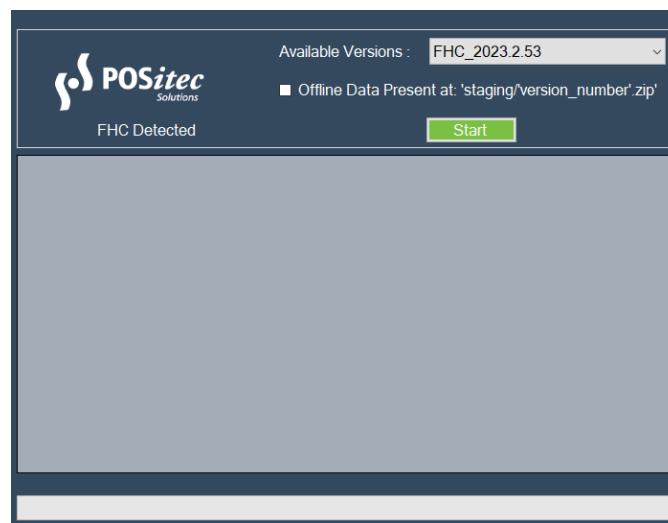 Available Versions : FHC_2023.2.53
POSitec
Solutions
Offline Data Present at: 'staging/'version_number'.zip'
FHC Detected
Start